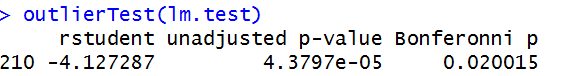 > outlierTest(lm.test)
rstudent unadjusted p-value Bonferonni p
210 -4.127287 4.3797e-05 0.020015